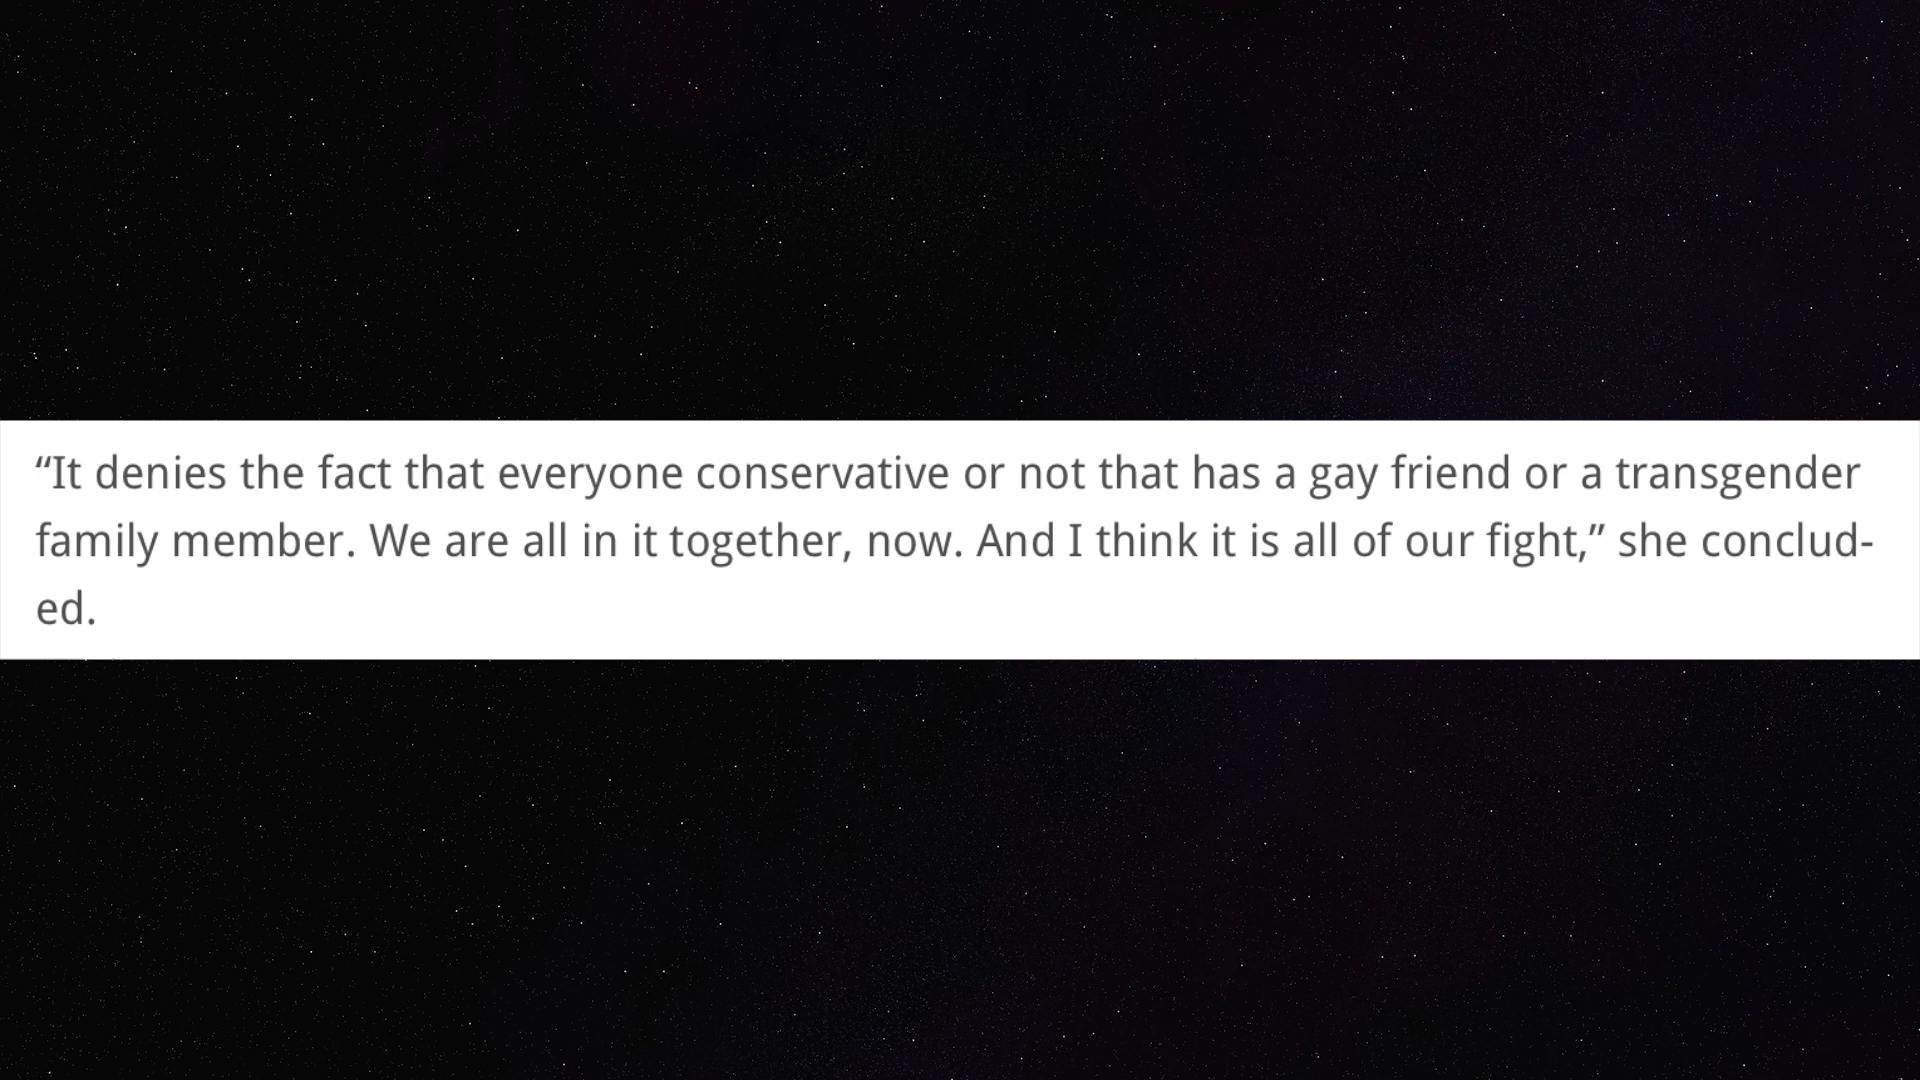 “It denies the fact that everyone conservative or not that has a gay friend or a transgender
family member. We are all in it together, now. And I think it is all of our fight,” she conclud-
ed.